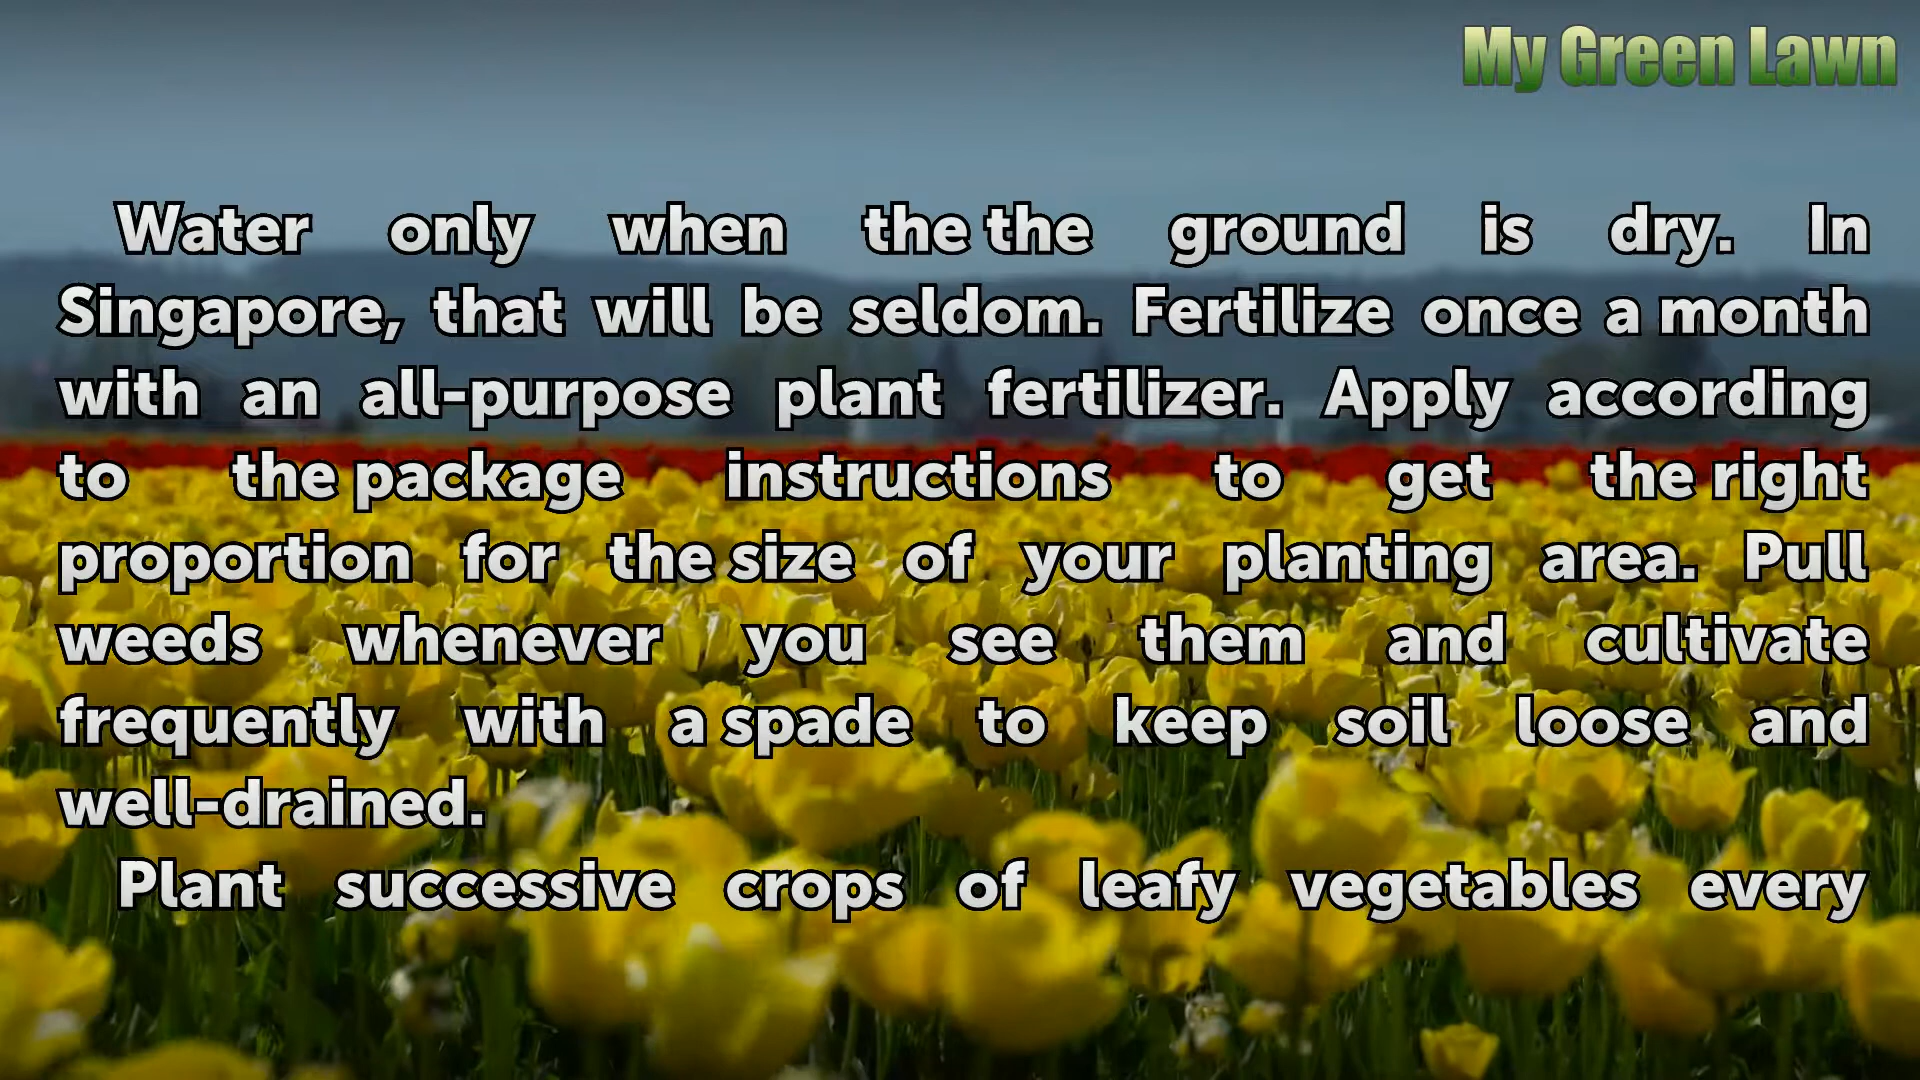 My Green Lawn
Water only when the the ground is dry. In
Singapore, that will be seldom. Fertilize once a month
with an all-purpose plant fertilizer. Apply according
to the package instructions to get the right
proportion for the size of your planting area. Pull
weeds whenever you see them and cultivate
frequently with a spade to keep soil loose and
well-drained.
Plant successive crops of leafy vegetables every